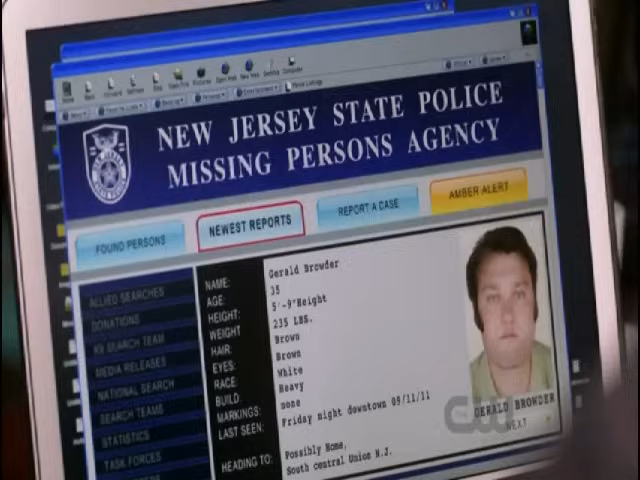 NEW JERSEY STATE POLICE
MISSING PERSONS AGENCY
FOUND PERSONS
NEWEST REPORTS
REPORT A CASE
AMBER ALERT
ALLIED SEARCHES
DONATIONS
K9 SEARCH TEAM
MEDIA RELEASES
NATIONAL SEARCH
SEARCH TEAMS
STATISTICS
TASK FORCES
NAME: Gerald Browder
AGE: 35
HEIGHT: 5'-9"Height
WEIGHT 235 LBS.
HAIR: Brown
EYES: Brown
RACE: White
BUILD Heavy
MARKINGS: none
LAST SEEN: Friday night downtown 09/11/11
HEADING TO: Possibly Home,
South central Union N.J.
GERALD BROWDER
NEXT
CW